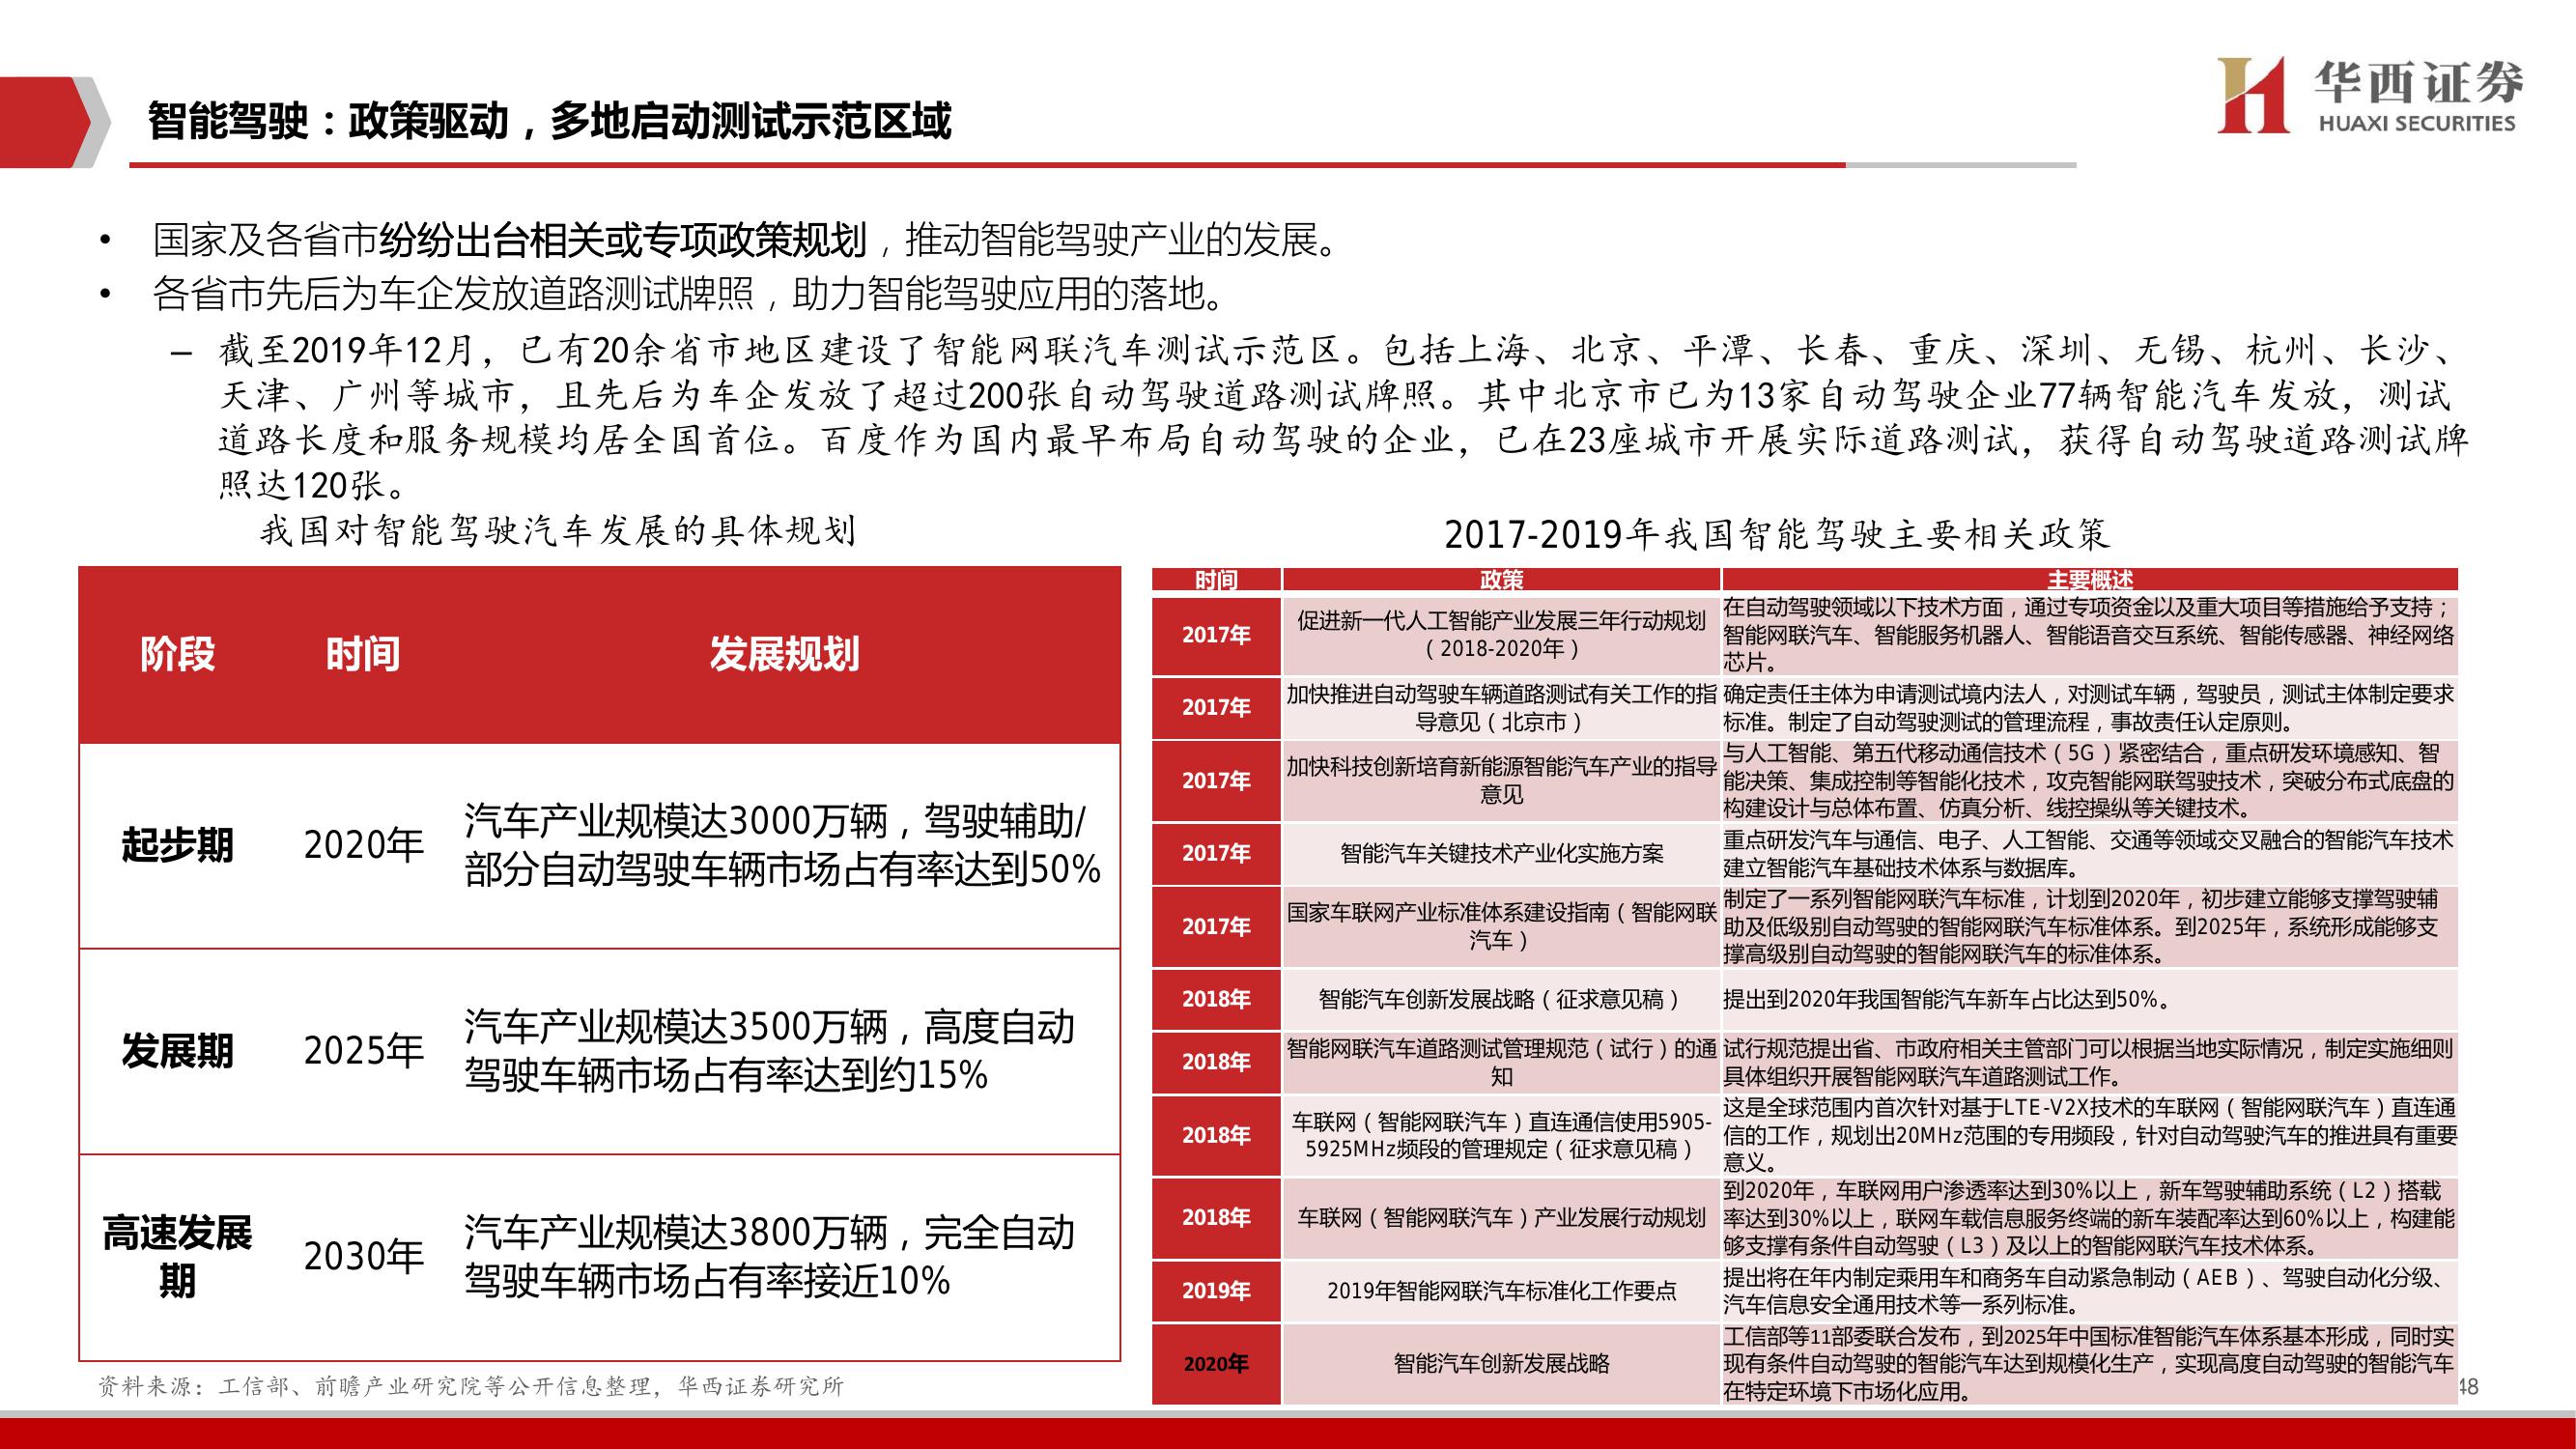 智能驾驶：政策驱动，多地启动测试示范区域
华西证券
HUAXI SECURITIES
• 国家及各省市纷纷出台相关或专项政策规划，推动智能驾驶产业的发展。
• 各省市先后为车企发放道路测试牌照，助力智能驾驶应用的落地。
– 截至2019年12月，已有20余省市地区建设了智能网联汽车测试示范区。包括上海、北京、平潭、长春、重庆、深圳、无锡、杭州、长沙、
天津、广州等城市，且先后为车企发放了超过200张自动驾驶道路测试牌照。其中北京市已为13家自动驾驶企业77辆智能汽车发放，测试
道路长度和服务规模均居全国首位。百度作为国内最早布局自动驾驶的企业，已在23座城市开展实际道路测试，获得自动驾驶道路测试牌
照达120张。
我国对智能驾驶汽车发展的具体规划
阶段 时间 发展规划
起步期 2020年 汽车产业规模达3000万辆，驾驶辅助/
部分自动驾驶车辆市场占有率达到50%
发展期 2025年 汽车产业规模达3500万辆，高度自动
驾驶车辆市场占有率达到约15%
高速发展
期
2030年 汽车产业规模达3800万辆，完全自动
驾驶车辆市场占有率接近10%
2017-2019年我国智能驾驶主要相关政策
时间 政策 主要概述
2017年
促进新一代人工智能产业发展三年行动规划
（2018-2020年）
在自动驾驶领域以下技术方面，通过专项资金以及重大项目等措施给予支持；
智能网联汽车、智能服务机器人、智能语音交互系统、智能传感器、神经网络
芯片。
2017年
加快推进自动驾驶车辆道路测试有关工作的指
导意见（北京市）
确定责任主体为申请测试境内法人，对测试车辆，驾驶员，测试主体制定要求
标准。制定了自动驾驶测试的管理流程，事故责任认定原则。
2017年
加快科技创新培育新能源智能汽车产业的指导
意见
与人工智能、第五代移动通信技术（5G）紧密结合，重点研发环境感知、智
能决策、集成控制等智能化技术，攻克智能网联驾驶技术，突破分布式底盘的
构建设计与总体布置、仿真分析、线控操纵等关键技术。
2017年
智能汽车关键技术产业化实施方案
重点研发汽车与通信、电子、人工智能、交通等领域交叉融合的智能汽车技术
建立智能汽车基础技术体系与数据库。
2017年
国家车联网产业标准体系建设指南（智能网联
汽车）
制定了一系列智能网联汽车标准，计划到2020年，初步建立能够支撑驾驶辅
助及低级别自动驾驶的智能网联汽车标准体系。到2025年，系统形成能够支
撑高级别自动驾驶的智能网联汽车的标准体系。
2018年
智能汽车创新发展战略（征求意见稿）
提出到2020年我国智能汽车新车占比达到50%。
2018年
智能网联汽车道路测试管理规范（试行）的通
知
试行规范提出省、市政府相关主管部门可以根据当地实际情况，制定实施细则
具体组织开展智能网联汽车道路测试工作。
2018年
车联网（智能网联汽车）直连通信使用5905-
5925MHz频段的管理规定（征求意见稿）
这是全球范围内首次针对基于LTE-V2X技术的车联网（智能网联汽车）直连通
信的工作，规划出20MHz范围的专用频段，针对自动驾驶汽车的推进具有重要
意义。
2018年
车联网（智能网联汽车）产业发展行动规划
到2020年，车联网用户渗透率达到30%以上，新车驾驶辅助系统（L2）搭载
率达到30%以上，联网车载信息服务终端的新车装配率达到60%以上，构建能
够支撑有条件自动驾驶（L3）及以上的智能网联汽车技术体系。
2019年
2019年智能网联汽车标准化工作要点
提出将在年内制定乘用车和商务车自动紧急制动（AEB）、驾驶自动化分级、
汽车信息安全通用技术等一系列标准。
2020年
智能汽车创新发展战略
工信部等11部委联合发布，到2025年中国标准智能汽车体系基本形成，同时实
现有条件自动驾驶的智能汽车达到规模化生产，实现高度自动驾驶的智能汽车
在特定环境下市场化应用。
资料来源：工信部、前瞻产业研究院等公开信息整理，华西证券研究所
48